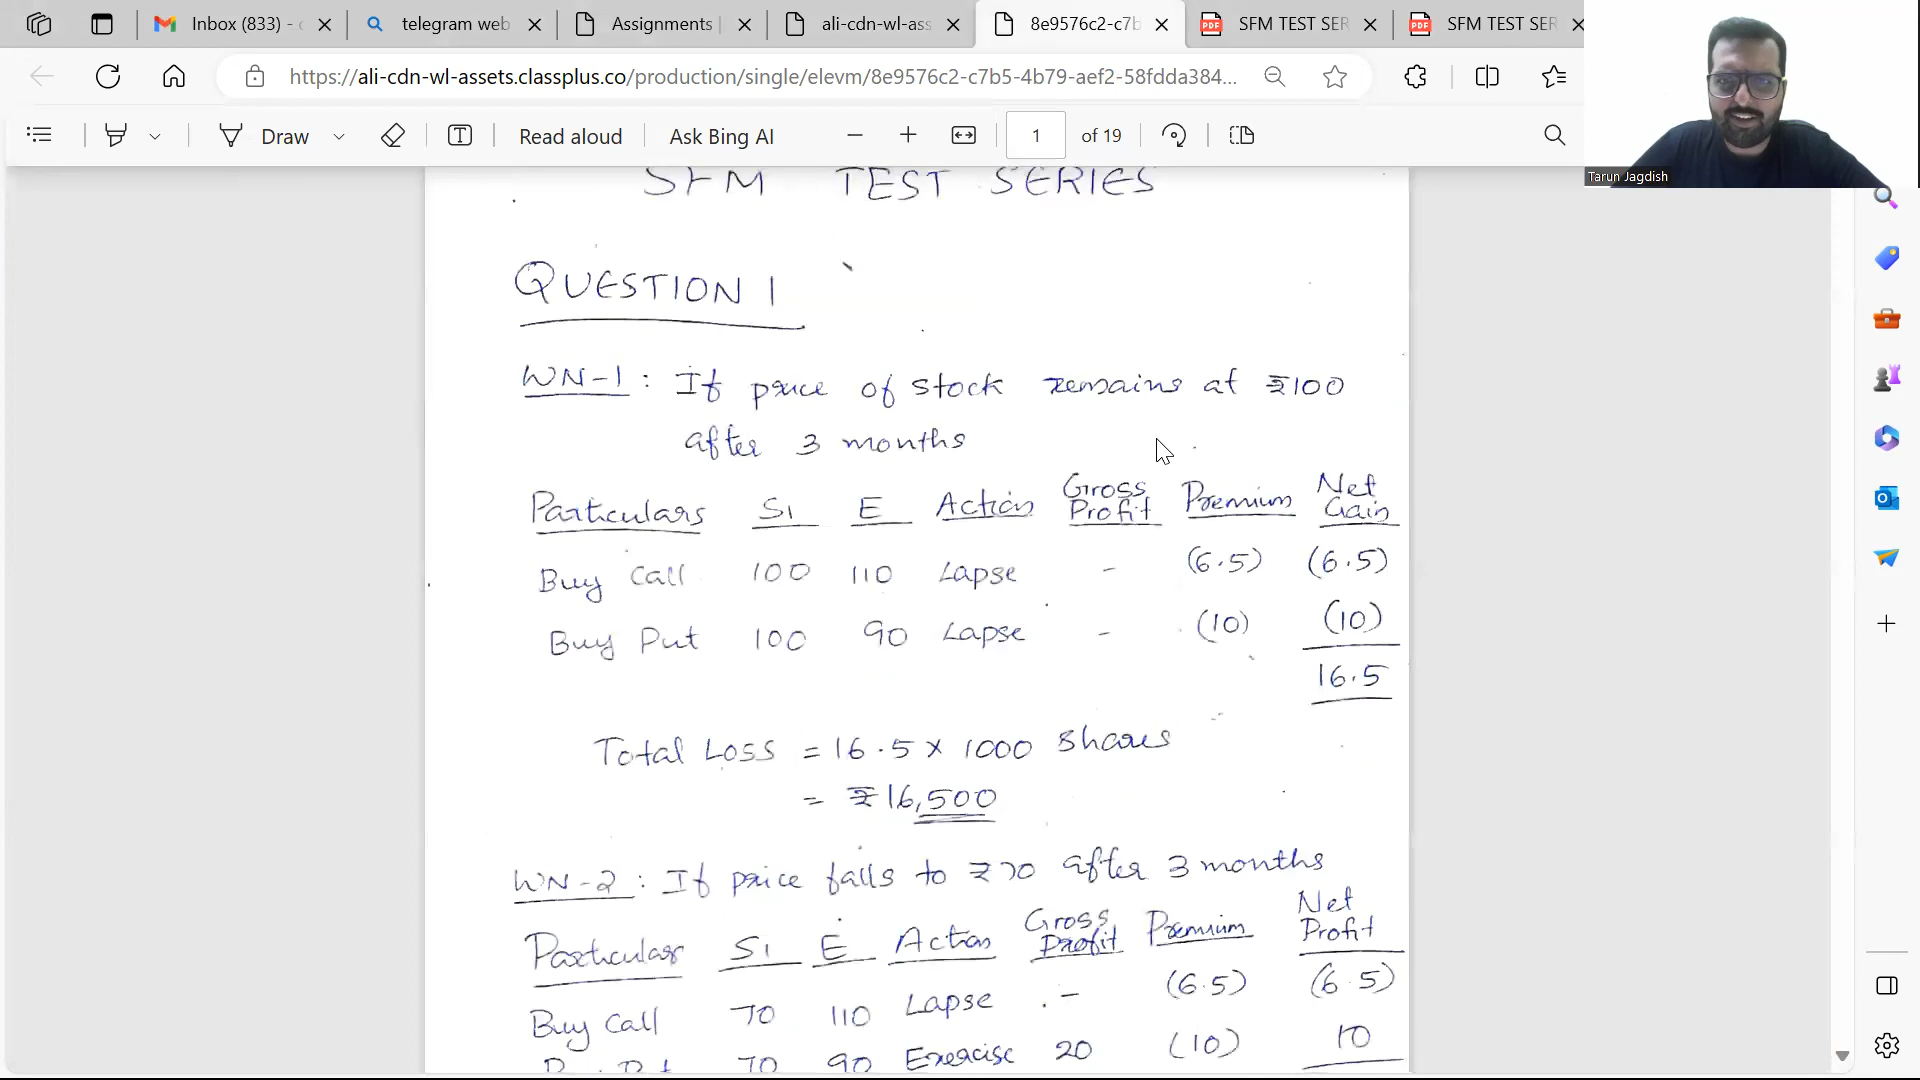 Inbox (833) - c
telegram web
Assignments |
ali-cdn-wl-ass
8e9576c2-c7b
PDF SFM TEST SER
PDF SFM TEST SER
https://ali-cdn-wl-assets.classplus.co/production/single/elevm/8e9576c2-c7b5-4b79-aef2-58fdda384...
Draw
Read aloud
Ask Bing AI
1 of 19
Tarun Jagdish
SFM TEST SERIES
QUESTION 1
WN-1 : If price of stock remains at ₹100
after 3 months
Particulars S1 E Action Gross Profit Premium Net Gain
Buy Call 100 110 Lapse - (6.5) (6.5)
Buy Put 100 90 Lapse - (10) (10)
16.5
Total Loss = 16.5 x 1000 shares
= ₹16,500
WN-2 : If price falls to ₹70 after 3 months
Particulars S1 E Action Gross Profit Premium Net Profit
Buy Call 70 110 Lapse - (6.5) (6.5)
Buy Put 70 90 Exercise 20 (10) 10